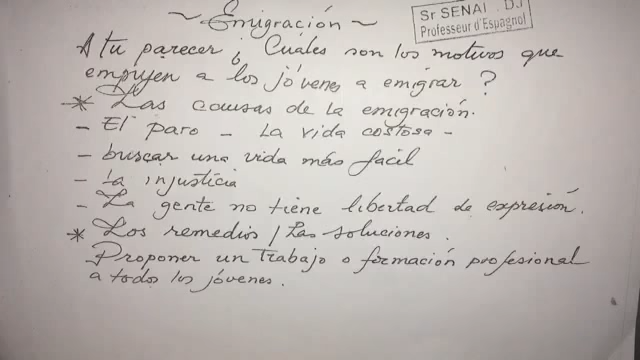 ~ Emigración ~
Sr SENAI . DJ
Professeur d'Espagnol
A tu parecer ¿ Cuáles son los motivos que
empujen a los jóvenes a emigrar ?
* Las causas de la emigración.
- El paro - La vida costosa -
- buscar una vida más facil
- la injusticia
- La gente no tiene libertad de expresión.
* Los remedios / Las soluciones.
Proponer un trabajo o formación profesional
a todos los jóvenes.